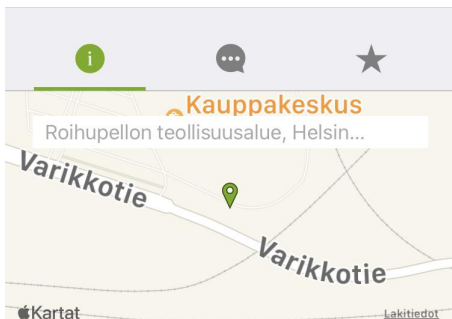 Kauppakeskus
Roihupellon teollisuusalue, Helsin...
Varikkotie
Varikkotie
Kartat
Lakitiedot